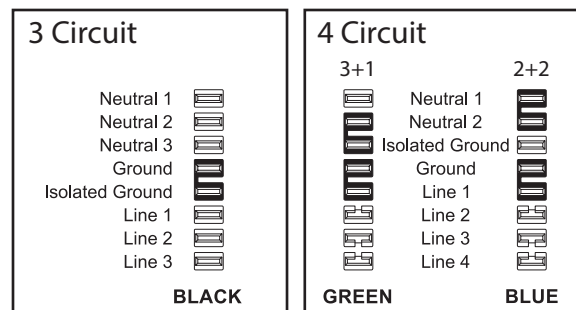 3 Circuit
Neutral 1
Neutral 2
Neutral 3
Ground
Isolated Ground
Line 1
Line 2
Line 3
BLACK
4 Circuit
3+1 2+2
Neutral 1
Neutral 2
Isolated Ground
Ground
Line 1
Line 2
Line 3
Line 4
GREEN BLUE